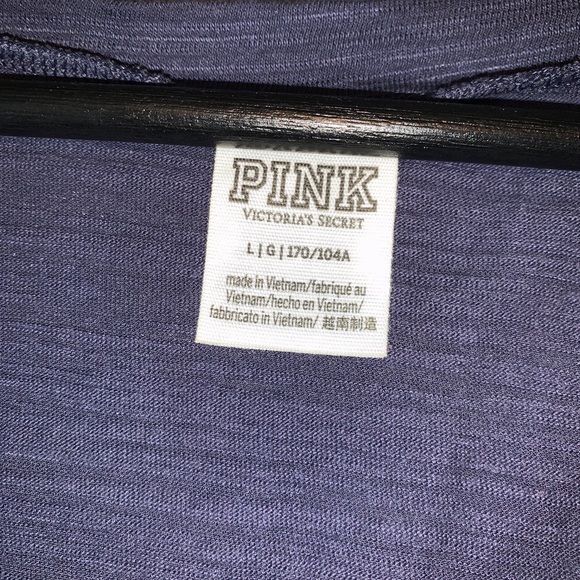 PINK
VICTORIA'S SECRET
L | G | 170/104A
made in Vietnam/fabriqué au
Vietnam/hecho en Vietnam/
fabbricato in Vietnam/ 越南制造